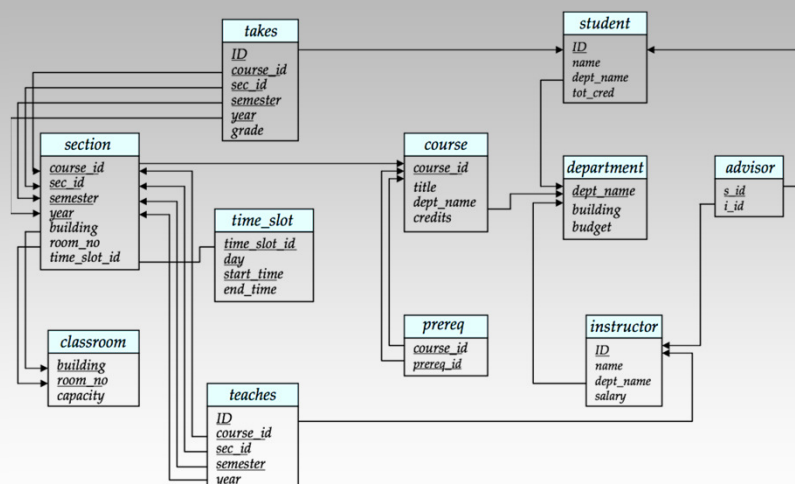 takes
ID
course_id
sec_id
semester
year
grade
student
ID
name
dept_name
tot_cred
section
course_id
sec_id
semester
year
building
room_no
time_slot_id
course
course_id
title
dept_name
credits
department
dept_name
building
budget
advisor
s_id
i_id
time_slot
time_slot_id
day
start_time
end_time
prereq
course_id
prereq_id
instructor
ID
name
dept_name
salary
classroom
building
room_no
capacity
teaches
ID
course_id
sec_id
semester
year